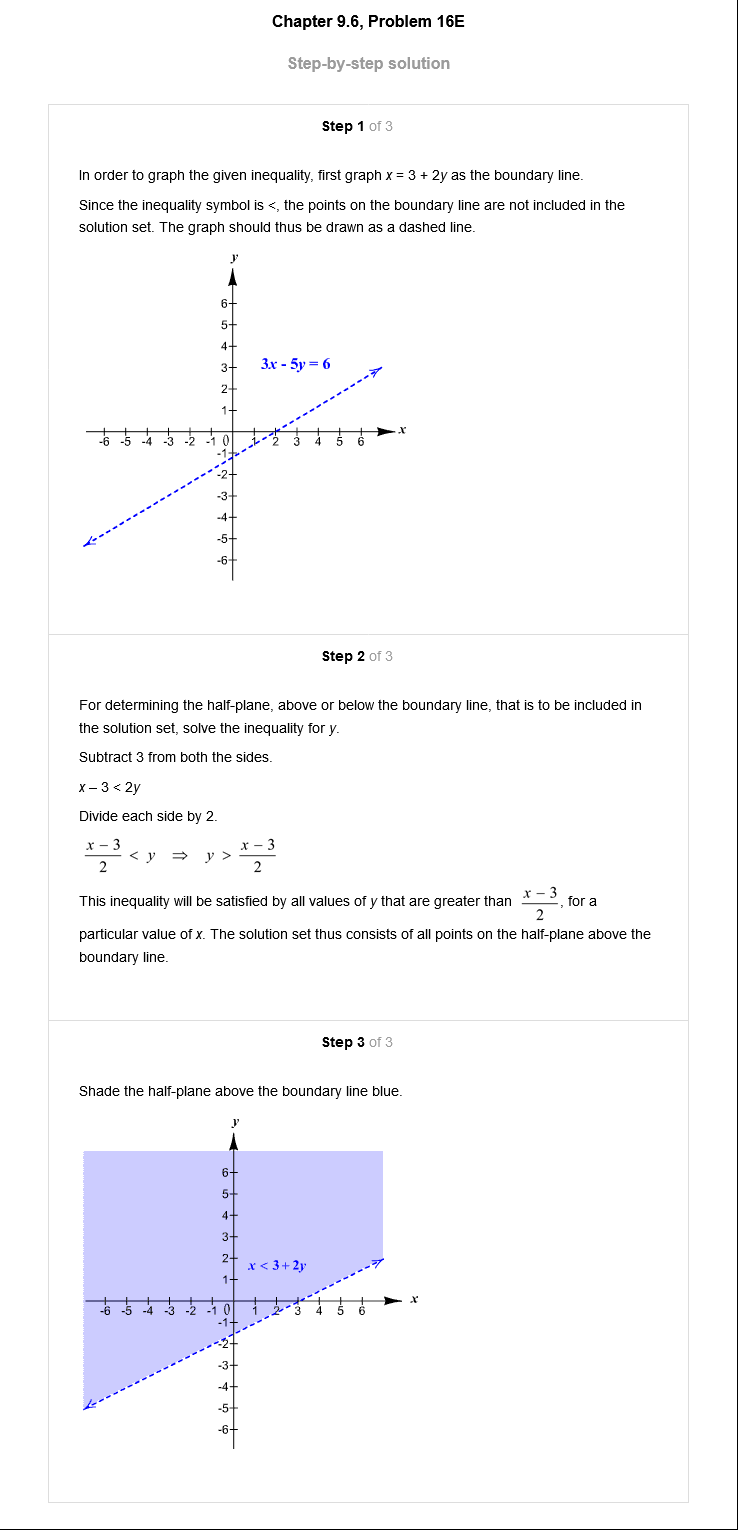 Chapter 9.6, Problem 16E
Step-by-step solution
Step 1 of 3
In order to graph the given inequality, first graph x = 3 + 2y as the boundary line.
Since the inequality symbol is <, the points on the boundary line are not included in the
solution set. The graph should thus be drawn as a dashed line.
y
6
5
4
3x - 5y = 6
3
2
1
x
-6 -5 -4 -3 -2 -1 0 1 2 3 4 5 6
-1
-2
-3
-4
-5
-6
Step 2 of 3
For determining the half-plane, above or below the boundary line, that is to be included in
the solution set, solve the inequality for y.
Subtract 3 from both the sides.
x – 3 < 2y
Divide each side by 2.
x − 3 / 2 < y ⇒ y > x − 3 / 2
This inequality will be satisfied by all values of y that are greater than x − 3 / 2, for a
particular value of x. The solution set thus consists of all points on the half-plane above the
boundary line.
Step 3 of 3
Shade the half-plane above the boundary line blue.
y
6
5
4
3
2
x < 3 + 2y
1
x
-6 -5 -4 -3 -2 -1 0 1 2 3 4 5 6
-1
-2
-3
-4
-5
-6